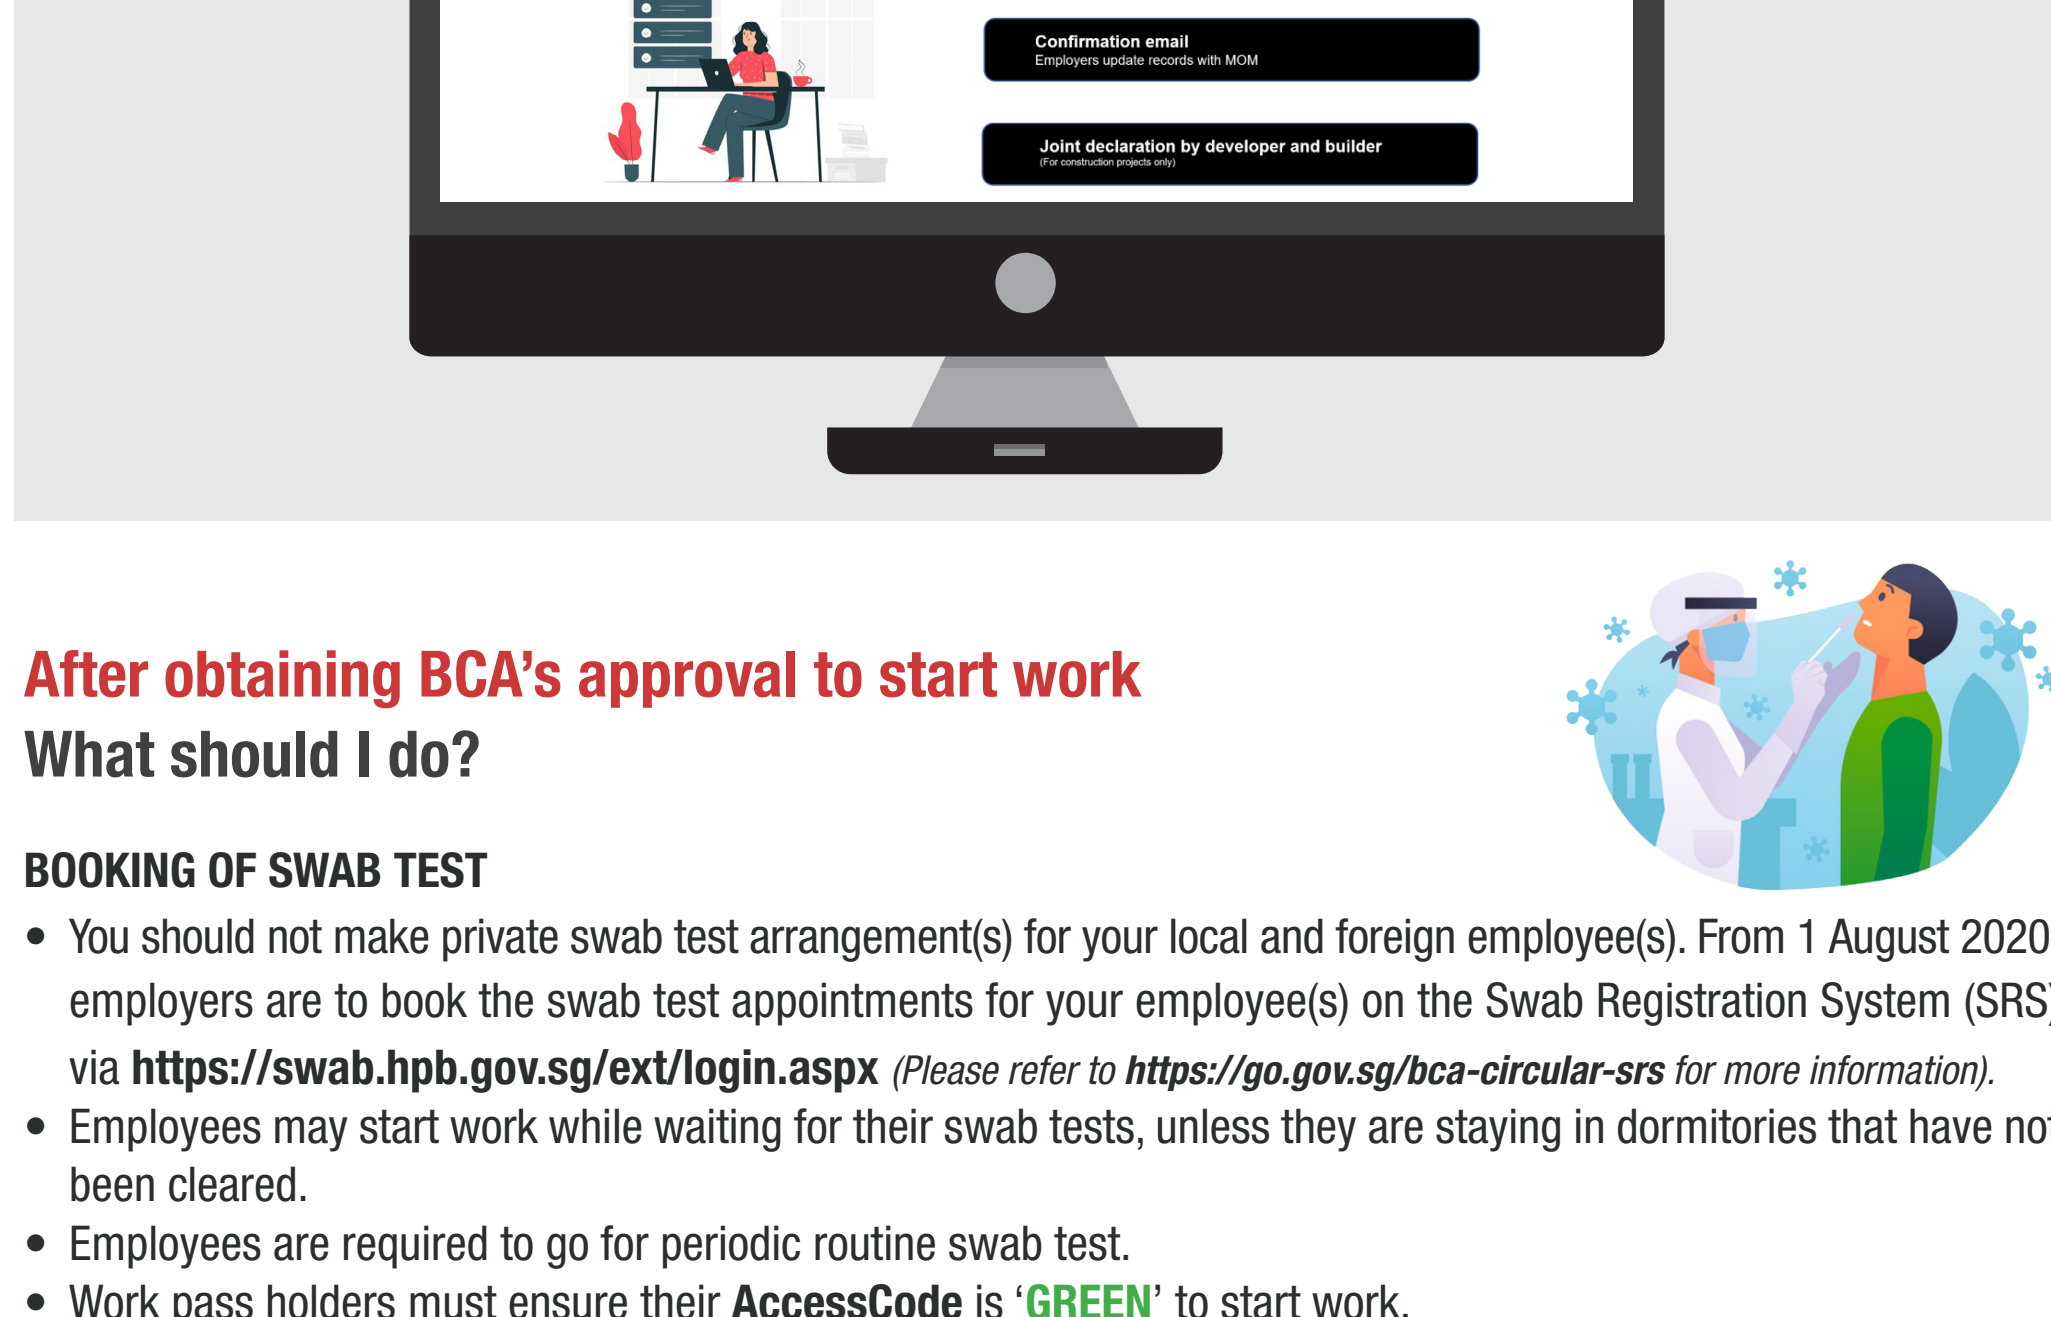 Confirmation email
Employers update records with MOM
Joint declaration by developer and builder
(For construction projects only)
After obtaining BCA’s approval to start work
What should I do?
BOOKING OF SWAB TEST
• You should not make private swab test arrangement(s) for your local and foreign employee(s). From 1 August 2020
employers are to book the swab test appointments for your employee(s) on the Swab Registration System (SRS)
via https://swab.hpb.gov.sg/ext/login.aspx (Please refer to https://go.gov.sg/bca-circular-srs for more information).
• Employees may start work while waiting for their swab tests, unless they are staying in dormitories that have not
been cleared.
• Employees are required to go for periodic routine swab test.
• Work pass holders must ensure their AccessCode is ‘GREEN’ to start work.